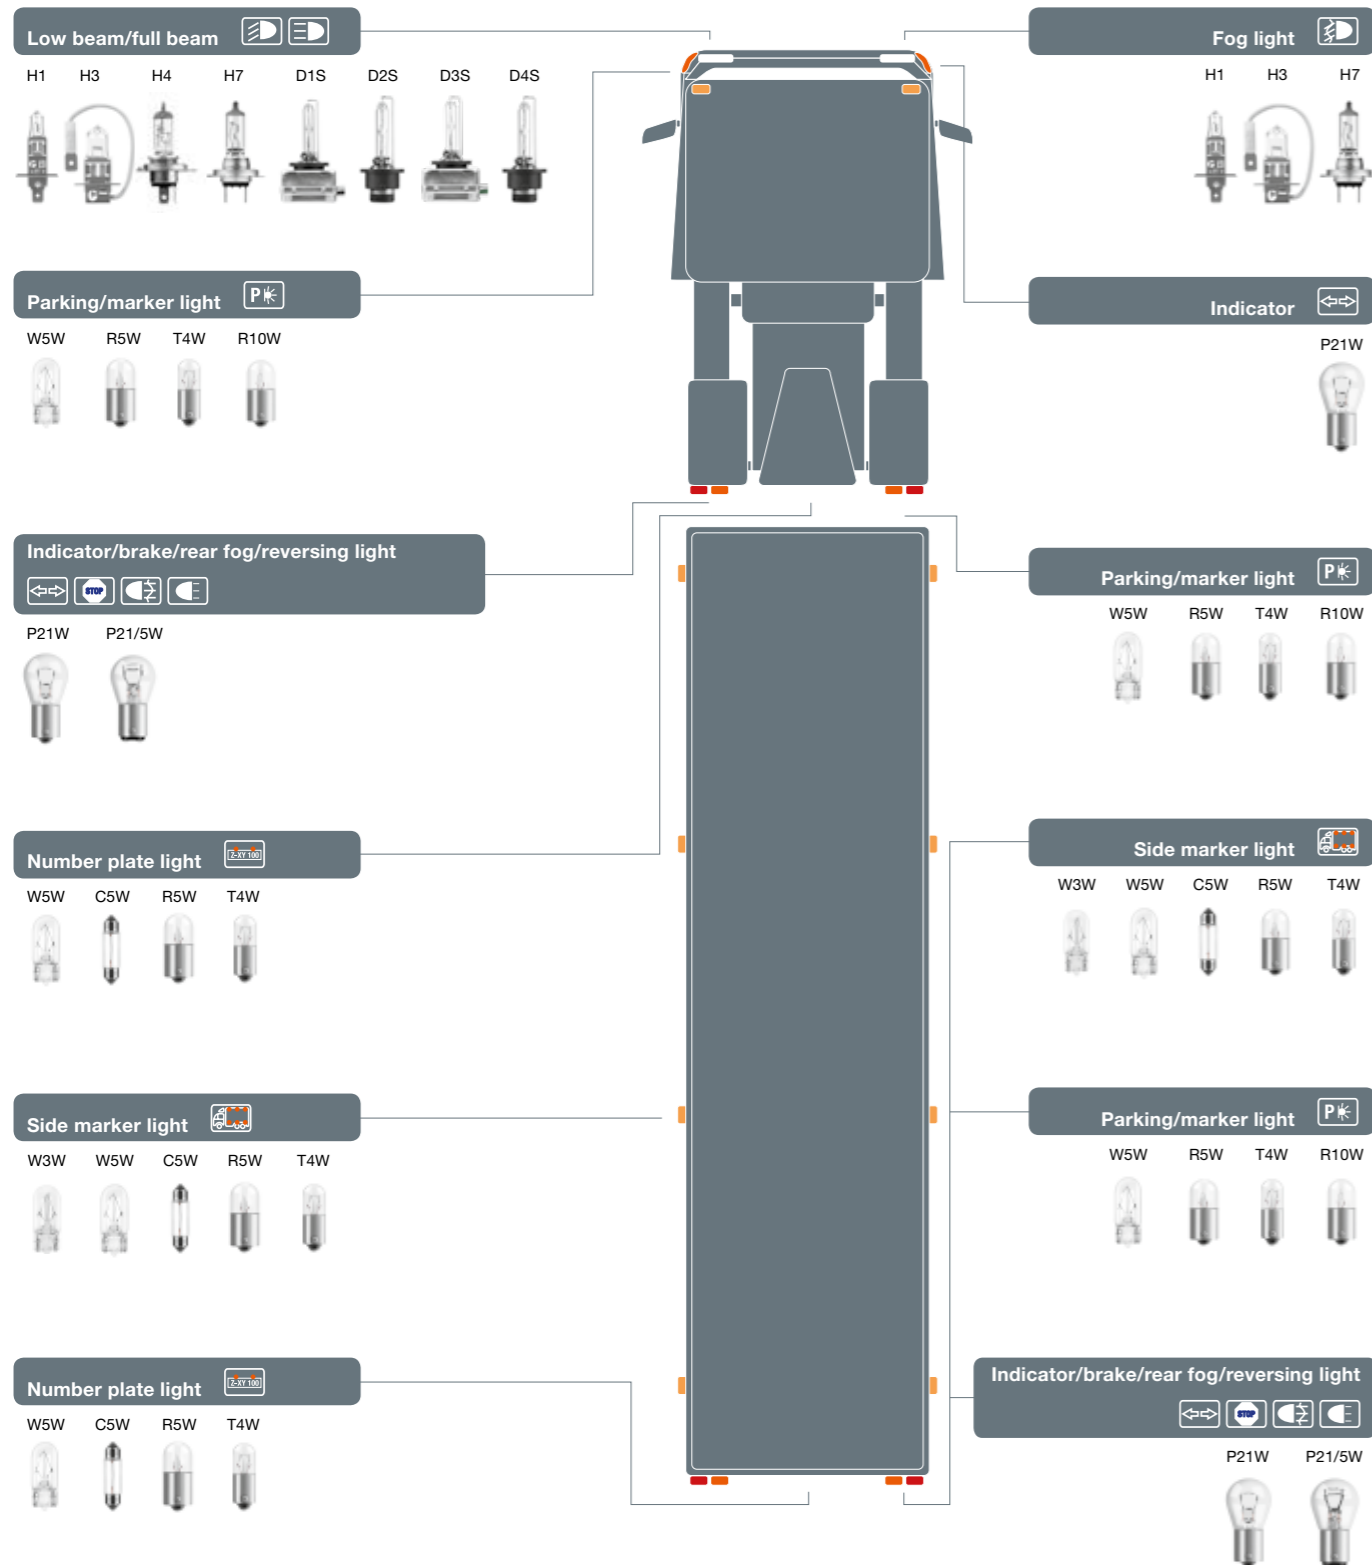 Low beam/full beam
H1 H3 H4 H7 D1S D2S D3S D4S
Fog light
H1 H3 H7
Parking/marker light P
W5W R5W T4W R10W
Indicator
P21W
Indicator/brake/rear fog/reversing light
STOP
P21W P21/5W
Parking/marker light P
W5W R5W T4W R10W
Number plate light Z-XY 100
W5W C5W R5W T4W
Side marker light
W3W W5W C5W R5W T4W
Side marker light
W3W W5W C5W R5W T4W
Parking/marker light P
W5W R5W T4W R10W
Number plate light Z-XY 100
W5W C5W R5W T4W
Indicator/brake/rear fog/reversing light
STOP
P21W P21/5W